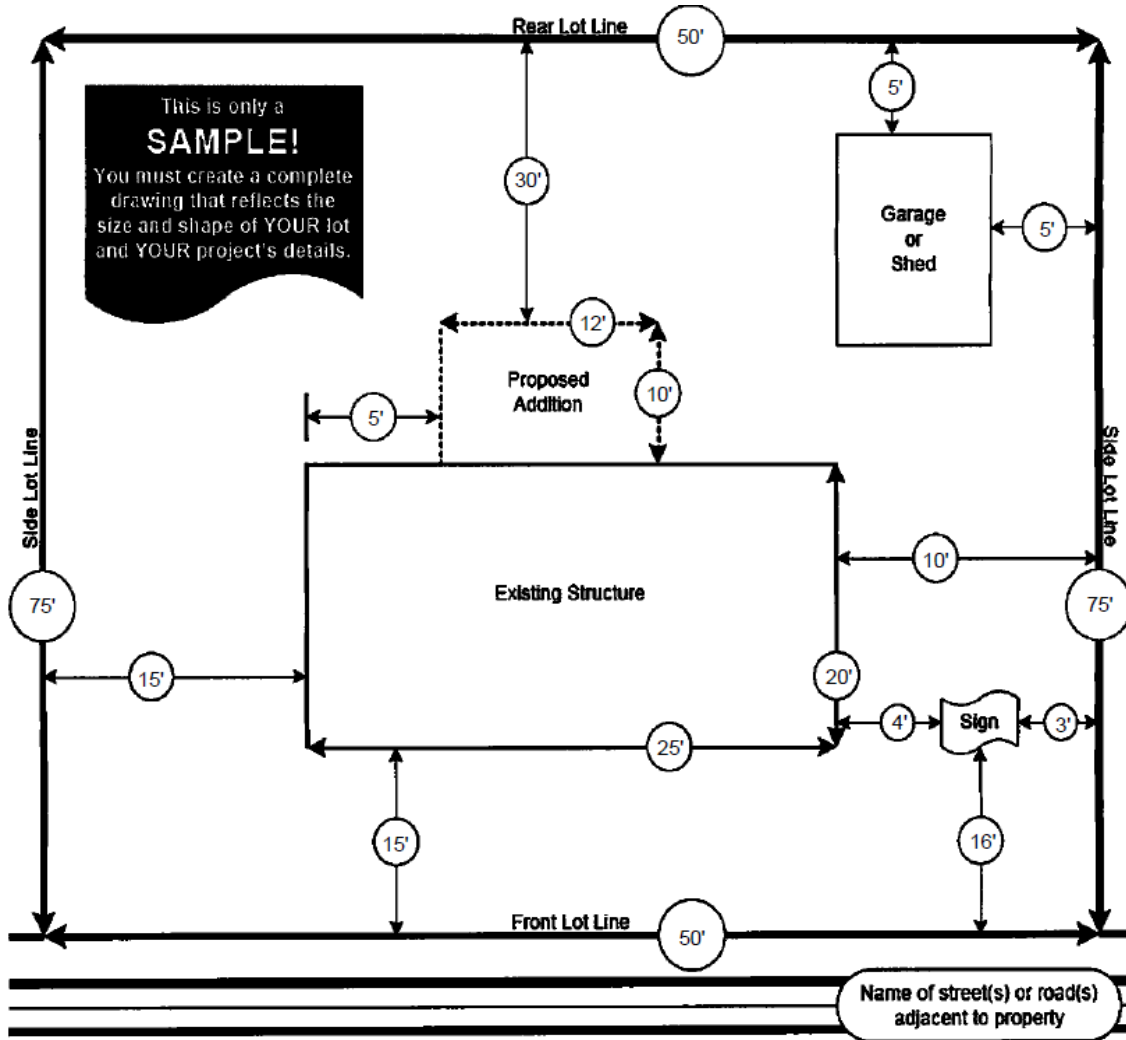 Rear Lot Line
50'
This is only a
SAMPLE!
You must create a complete
drawing that reflects the
size and shape of YOUR lot
and YOUR project's details.
5'
30'
Garage
or
Shed
5'
12'
Proposed
Addition
10'
5'
Side Lot Line
Side Lot Line
10'
Existing Structure
75'
75'
15'
20'
4'
Sign
3'
25'
15'
16'
Front Lot Line
50'
Name of street(s) or road(s)
adjacent to property